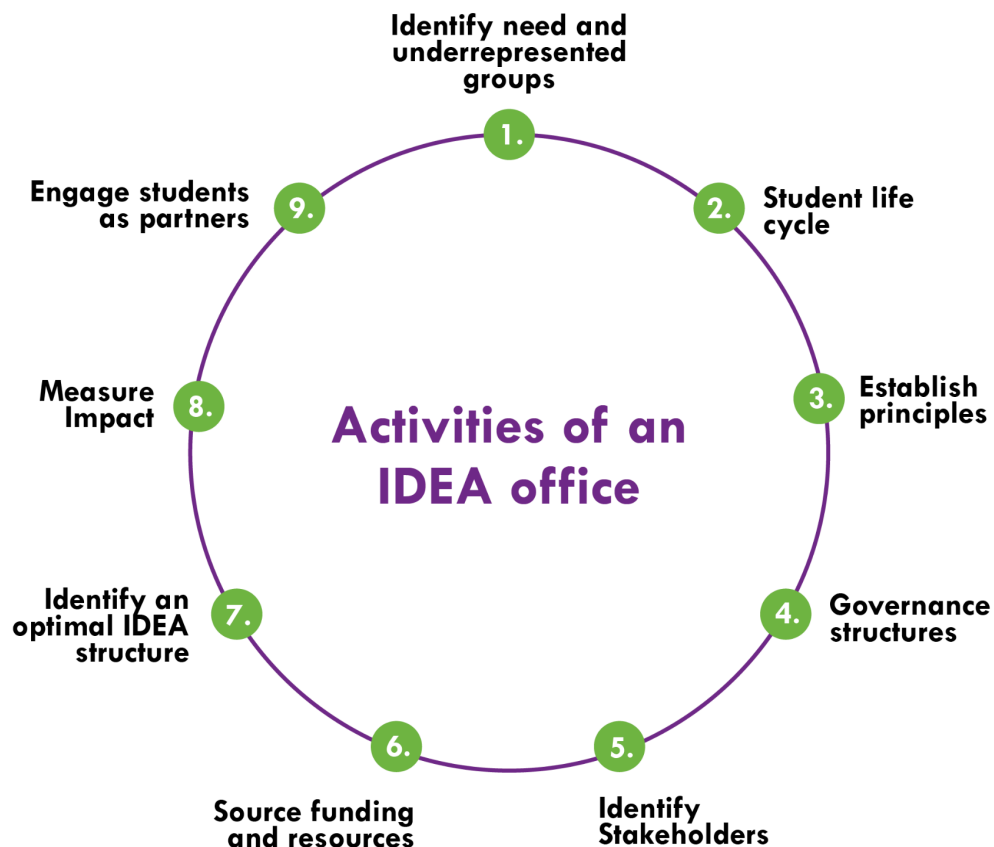 Identify need and
underrepresented
groups
1.
2.
Student life
cycle
3.
Establish
principles
4.
Governance
structures
5.
Identify
Stakeholders
6.
Source funding
and resources
7.
Identify an
optimal IDEA
structure
8.
Measure
Impact
9.
Engage students
as partners
Activities of an
IDEA office